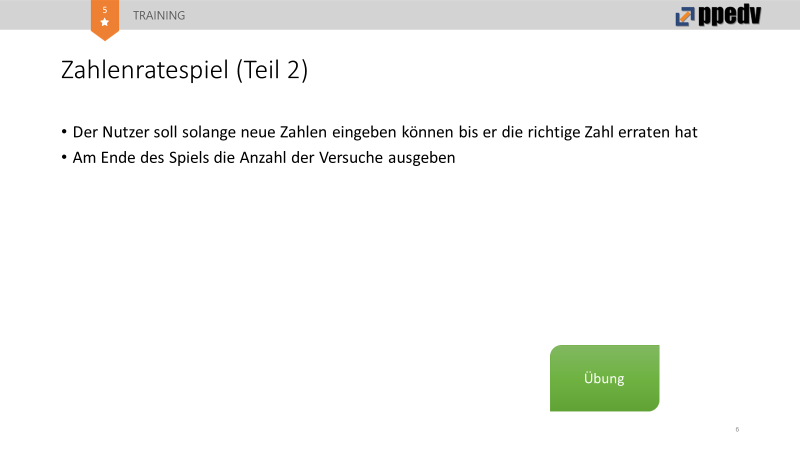 5
TRAINING
ppedv
Zahlenratespiel (Teil 2)
• Der Nutzer soll solange neue Zahlen eingeben können bis er die richtige Zahl erraten hat
• Am Ende des Spiels die Anzahl der Versuche ausgeben
Übung
6